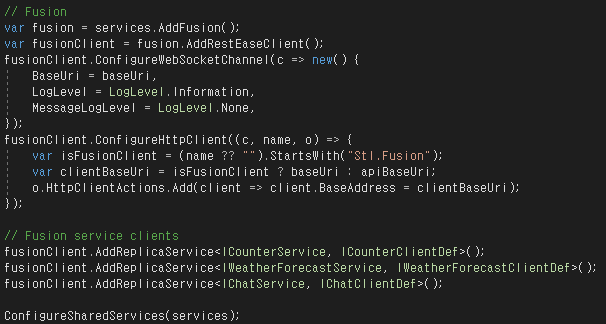 // Fusion
var fusion = services.AddFusion();
var fusionClient = fusion.AddRestEaseClient();
fusionClient.ConfigureWebSocketChannel(c => new() {
    BaseUri = baseUri,
    LogLevel = LogLevel.Information,
    MessageLogLevel = LogLevel.None,
});
fusionClient.ConfigureHttpClient((c, name, o) => {
    var isFusionClient = (name ?? "").StartsWith("Stl.Fusion");
    var clientBaseUri = isFusionClient ? baseUri : apiBaseUri;
    o.HttpClientActions.Add(client => client.BaseAddress = clientBaseUri);
});

// Fusion service clients
fusionClient.AddReplicaService<ICounterService, ICounterClientDef>();
fusionClient.AddReplicaService<IWeatherForecastService, IWeatherForecastClientDef>();
fusionClient.AddReplicaService<IChatService, IChatClientDef>();

ConfigureSharedServices(services);